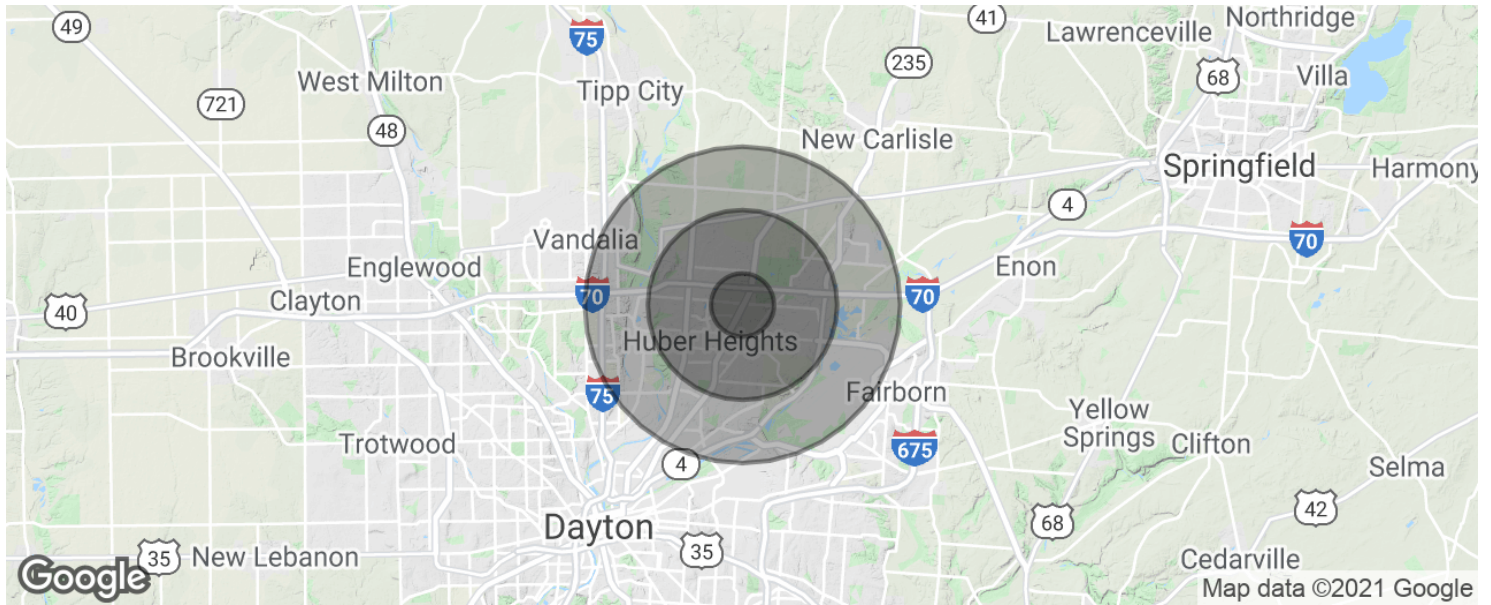 49
75
41
Northridge
Lawrenceville
235
68
Villa
West Milton
Tipp City
721
48
New Carlisle
Springfield
Harmony
4
Vandalia
70
Englewood
Enon
70
70
Clayton
40
Huber Heights
Brookville
75
Fairborn
Yellow
Springs
Trotwood
Clifton
675
4
Selma
42
Dayton
68
35
35
New Lebanon
Cedarville
Google
Map data ©2021 Google